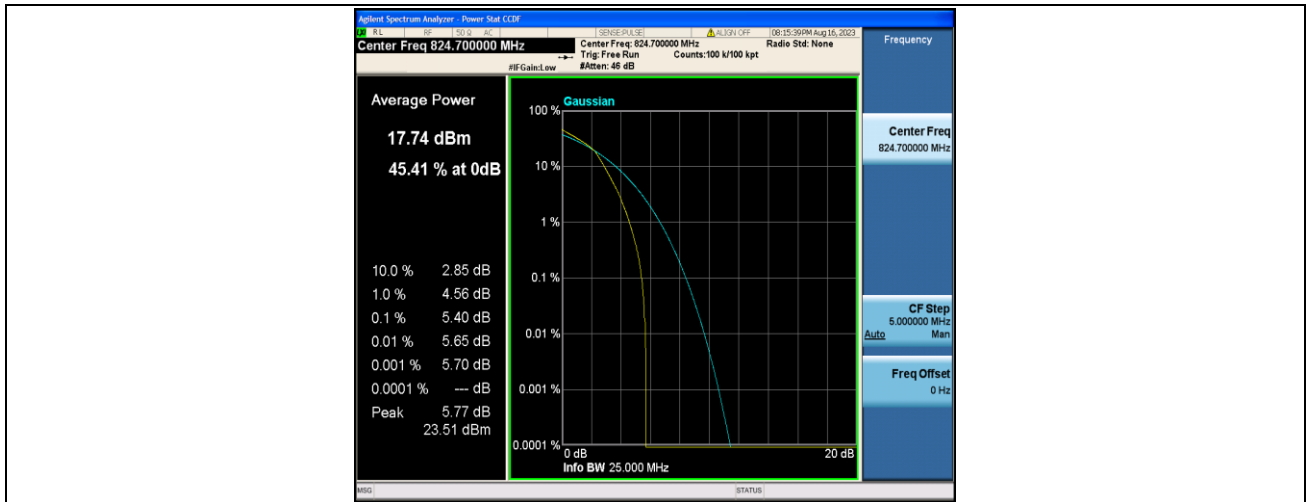 Agilent Spectrum Analyzer - Power Stat CCDF
RL RF 50 Ω AC SENSE:PULSE ALIGN OFF 08:15:39PM Aug 16, 2023
Center Freq 824.700000 MHz
Center Freq: 824.700000 MHz Radio Std: None
Trig: Free Run Counts:100 k/100 kpt
#IFGain:Low #Atten: 46 dB
Frequency
Average Power
17.74 dBm
45.41 % at 0dB
10.0 % 2.85 dB
1.0 % 4.56 dB
0.1 % 5.40 dB
0.01 % 5.65 dB
0.001 % 5.70 dB
0.0001 % --- dB
Peak 5.77 dB
23.51 dBm
Gaussian
100 %
10 %
1 %
0.1 %
0.01 %
0.001 %
0.0001 %
0 dB 20 dB
Info BW 25.000 MHz
Center Freq
824.700000 MHz
CF Step
5.000000 MHz
Auto Man
Freq Offset
0 Hz
MSG STATUS